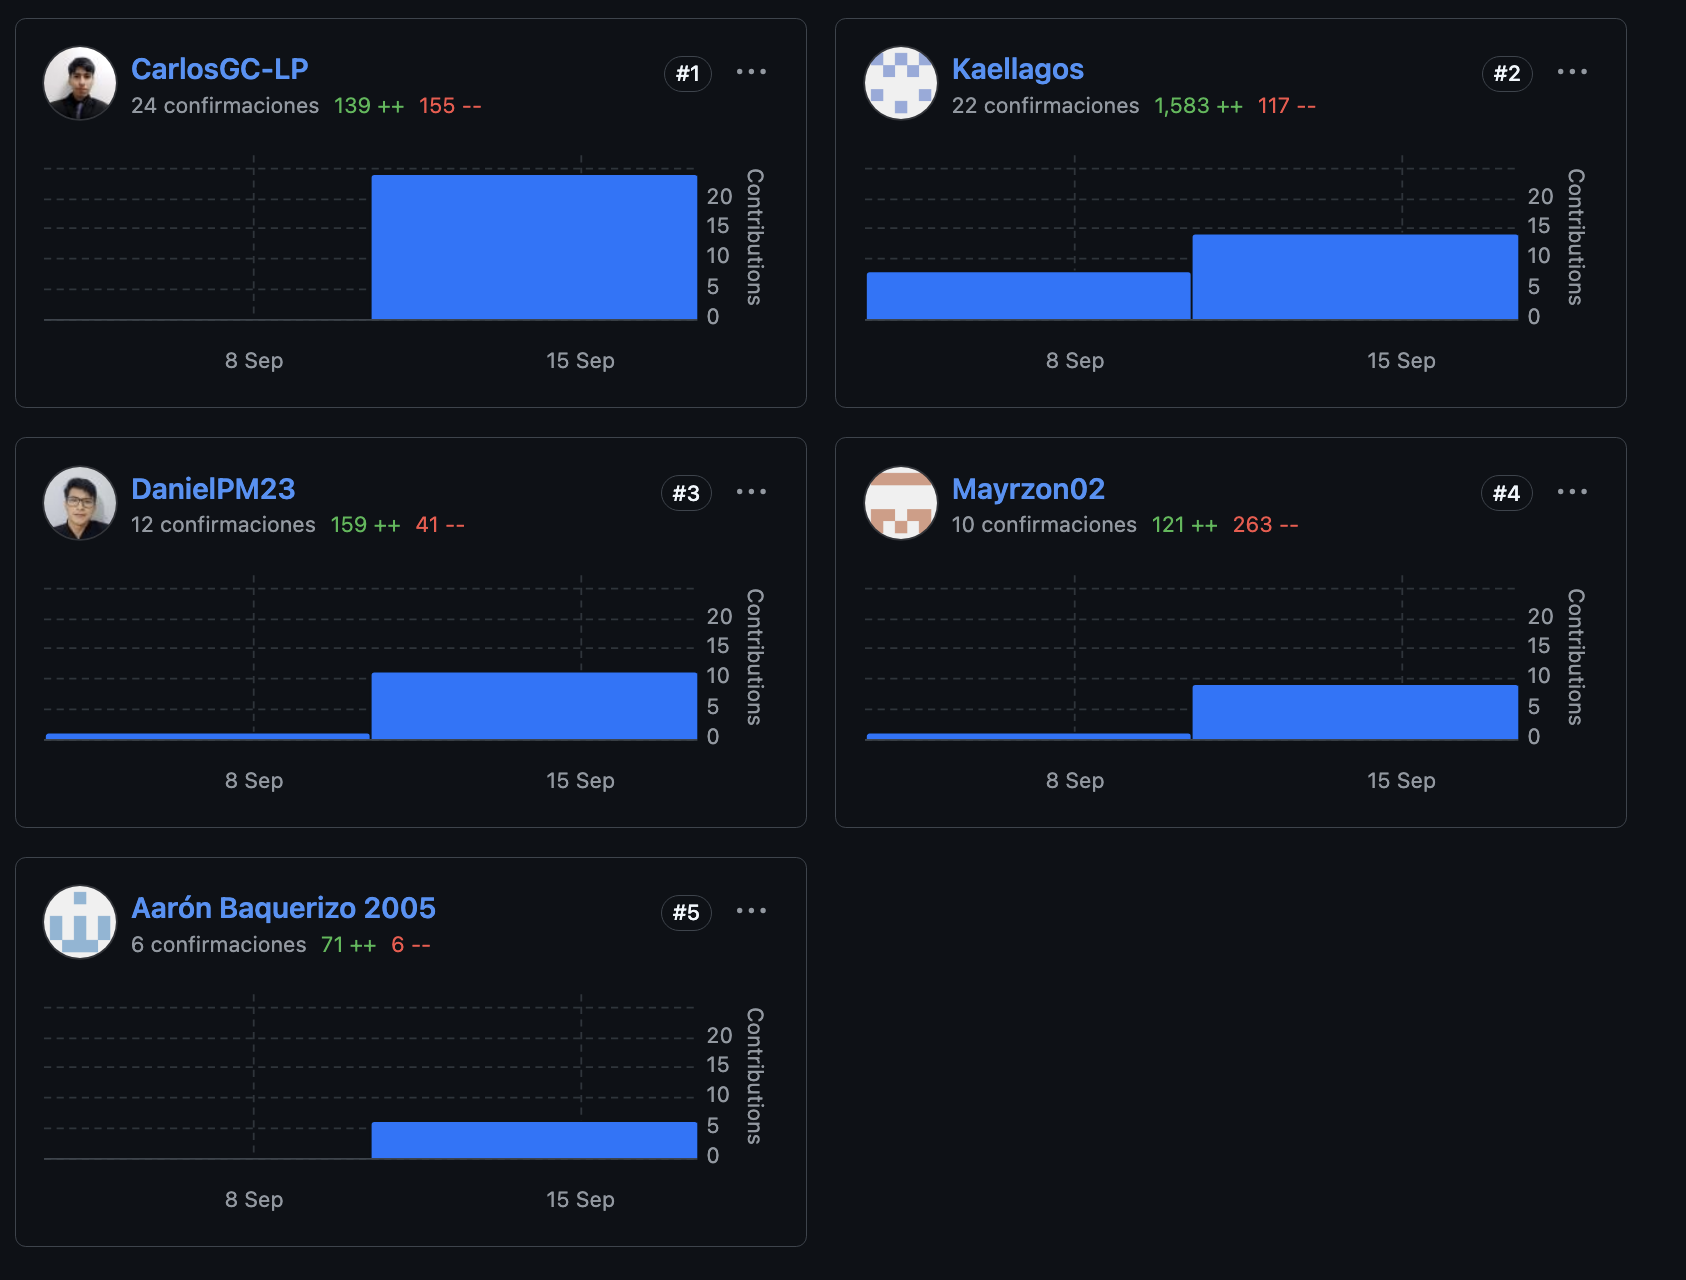 CarlosGC-LP
#1
24 confirmaciones 139 ++ 155 --
Contributions
20
15
10
5
0
8 Sep 15 Sep
Kaellagos
#2
22 confirmaciones 1,583 ++ 117 --
Contributions
20
15
10
5
0
8 Sep 15 Sep
DanielPM23
#3
12 confirmaciones 159 ++ 41 --
Contributions
20
15
10
5
0
8 Sep 15 Sep
Mayrzon02
#4
10 confirmaciones 121 ++ 263 --
Contributions
20
15
10
5
0
8 Sep 15 Sep
Aarón Baquerizo 2005
#5
6 confirmaciones 71 ++ 6 --
Contributions
20
15
10
5
0
8 Sep 15 Sep